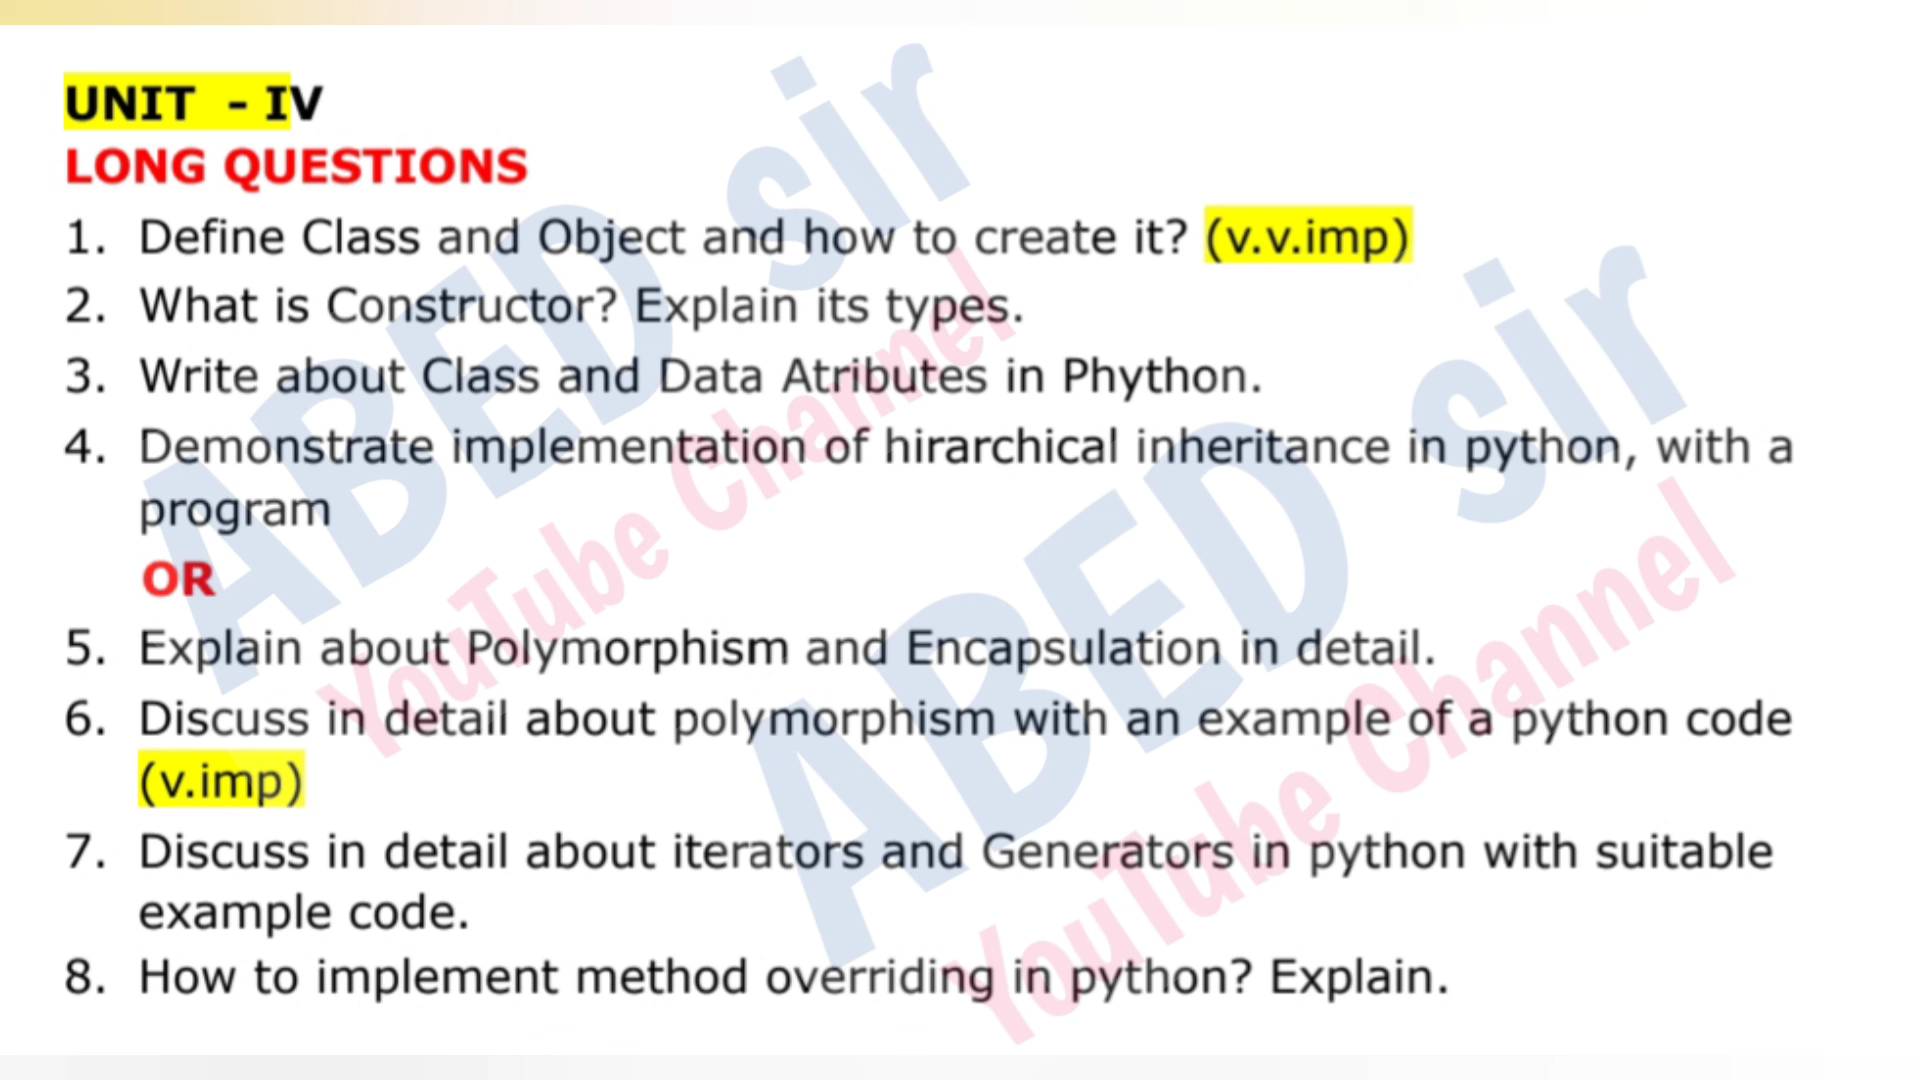 UNIT - IV
LONG QUESTIONS
1. Define Class and Object and how to create it? (v.v.imp)
2. What is Constructor? Explain its types.
3. Write about Class and Data Atributes in Phython.
4. Demonstrate implementation of hirarchical inheritance in python, with a
program
OR
5. Explain about Polymorphism and Encapsulation in detail.
6. Discuss in detail about polymorphism with an example of a python code
(v.imp)
7. Discuss in detail about iterators and Generators in python with suitable
example code.
8. How to implement method overriding in python? Explain.
ABED sir
YouTube Channel
ABED sir
YouTube Channel